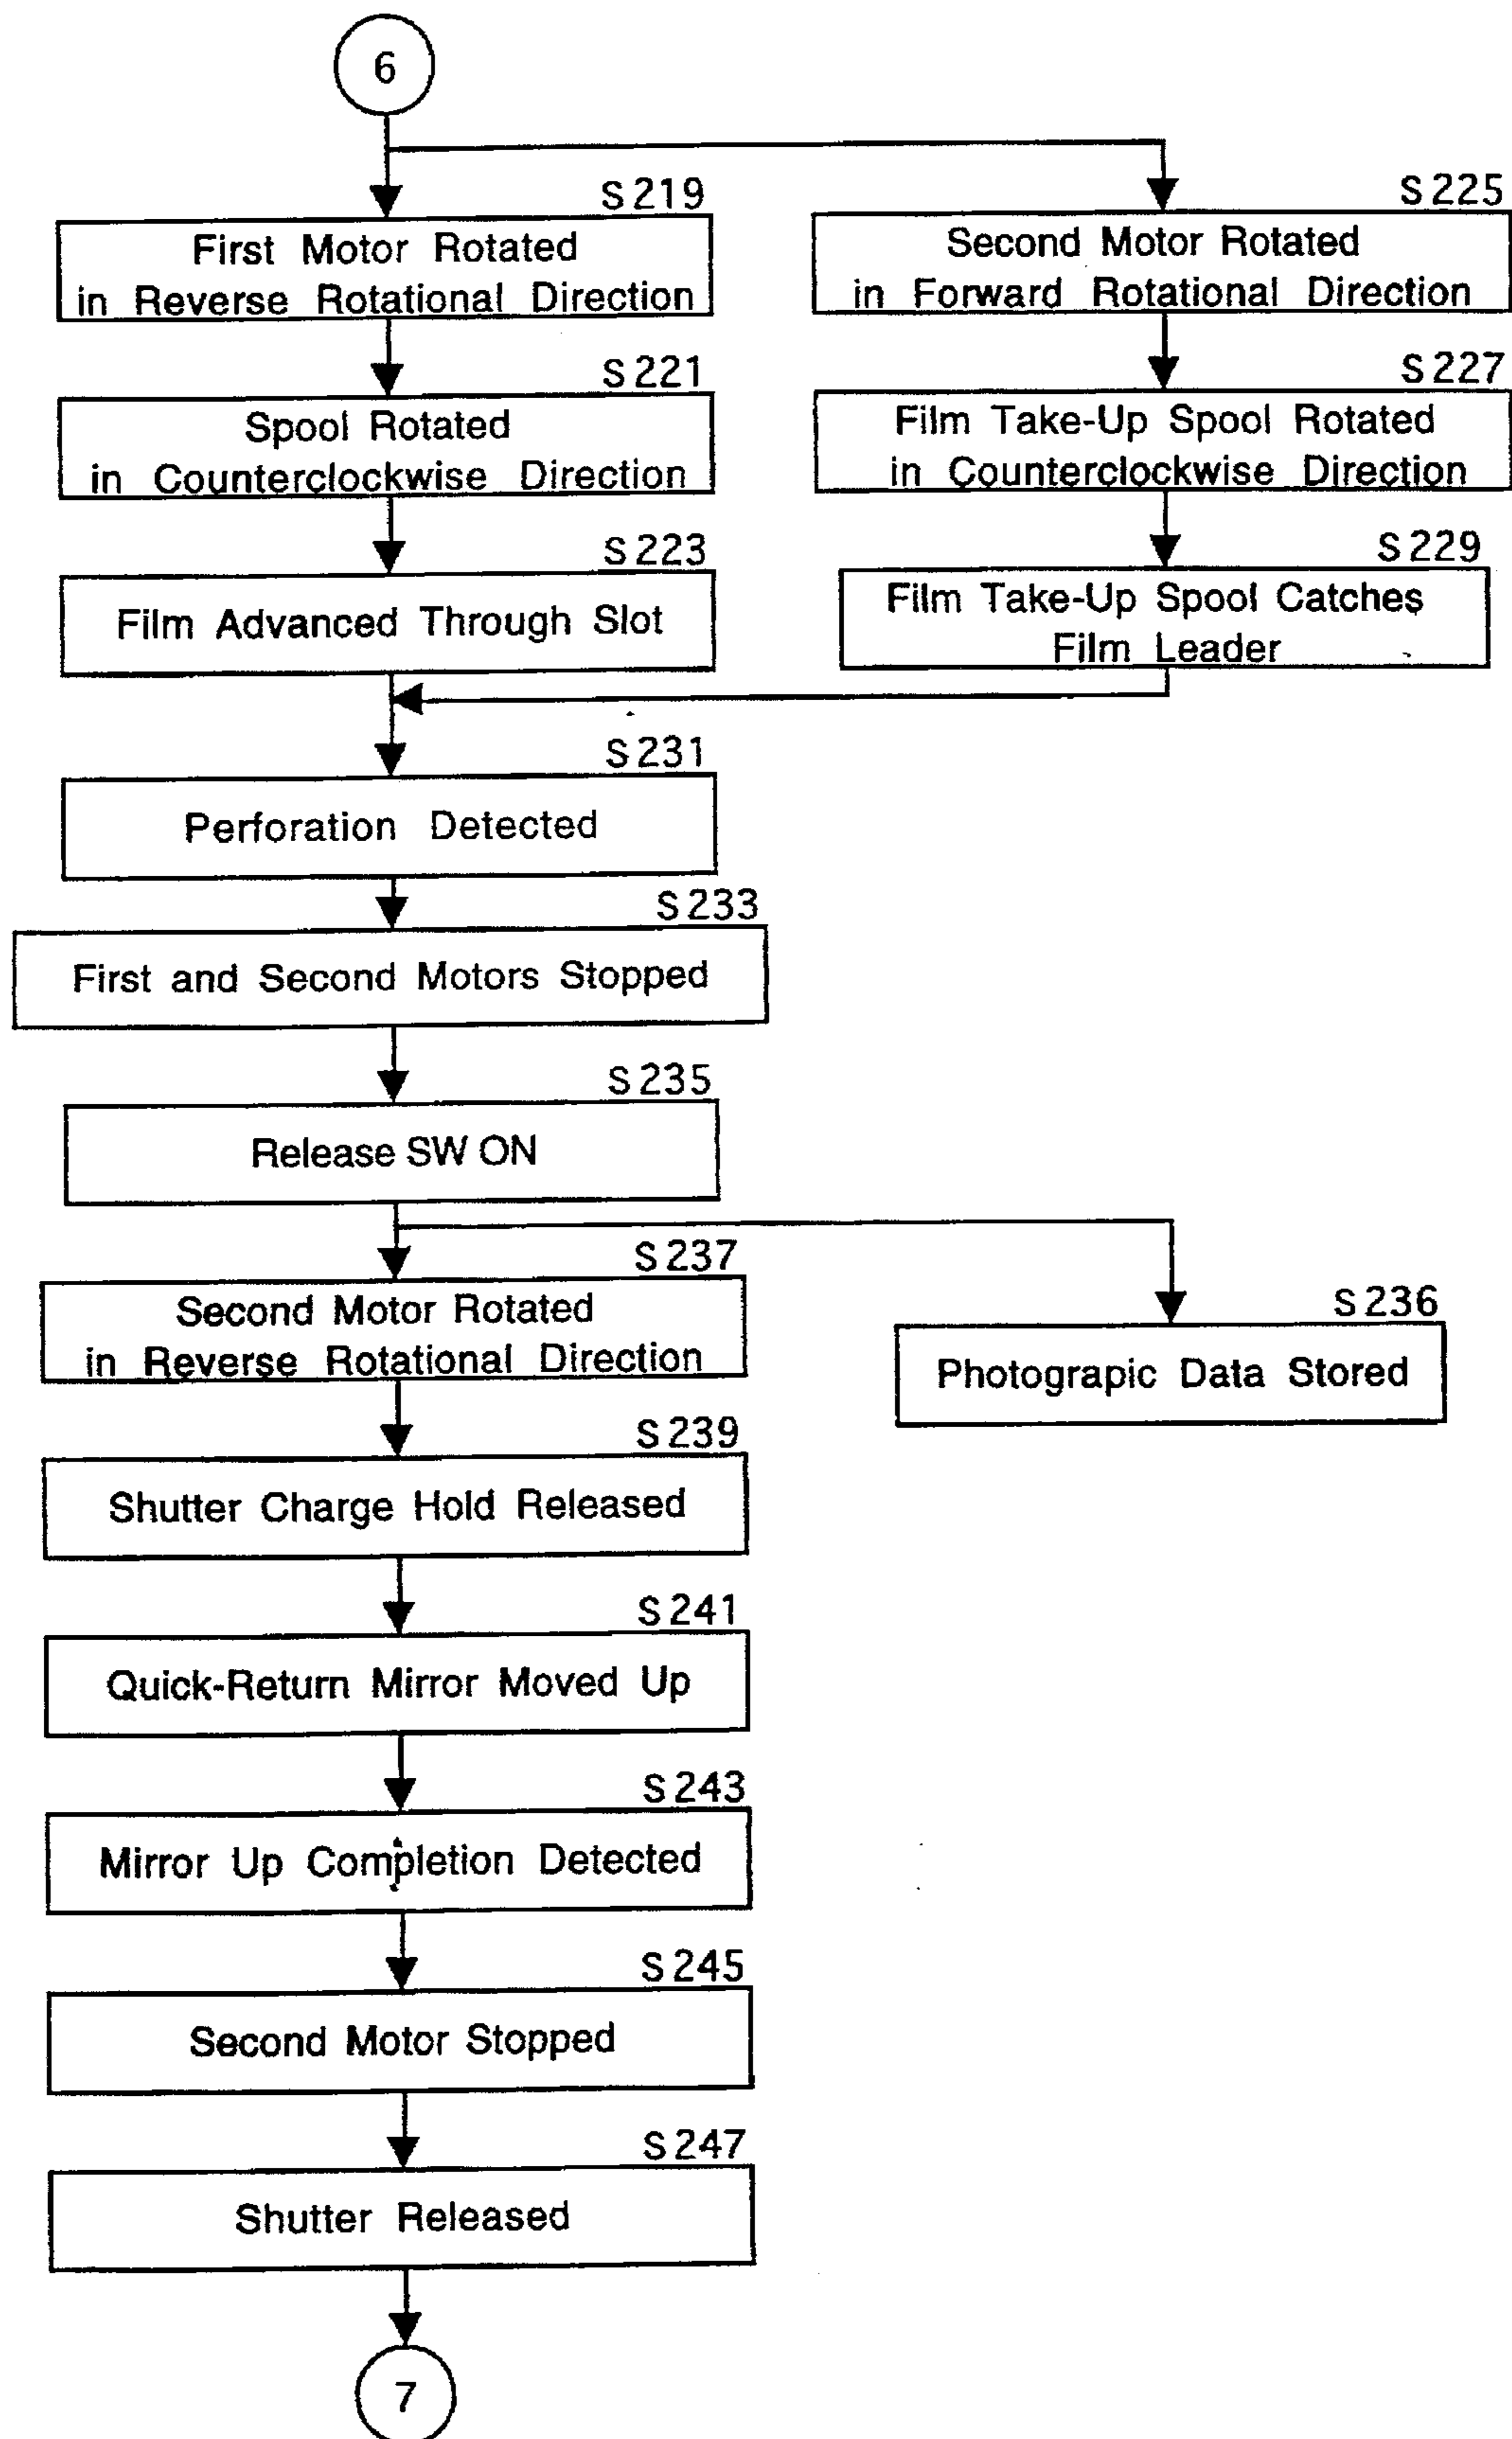 6
S219
First Motor Rotated
in Reverse Rotational Direction
S225
Second Motor Rotated
in Forward Rotational Direction
S221
Spool Rotated
in Counterclockwise Direction
S227
Film Take-Up Spool Rotated
in Counterclockwise Direction
S223
Film Advanced Through Slot
S229
Film Take-Up Spool Catches
Film Leader
S231
Perforation Detected
S233
First and Second Motors Stopped
S235
Release SW ON
S237
Second Motor Rotated
in Reverse Rotational Direction
S236
Photograpic Data Stored
S239
Shutter Charge Hold Released
S241
Quick-Return Mirror Moved Up
S243
Mirror Up Completion Detected
S245
Second Motor Stopped
S247
Shutter Released
7